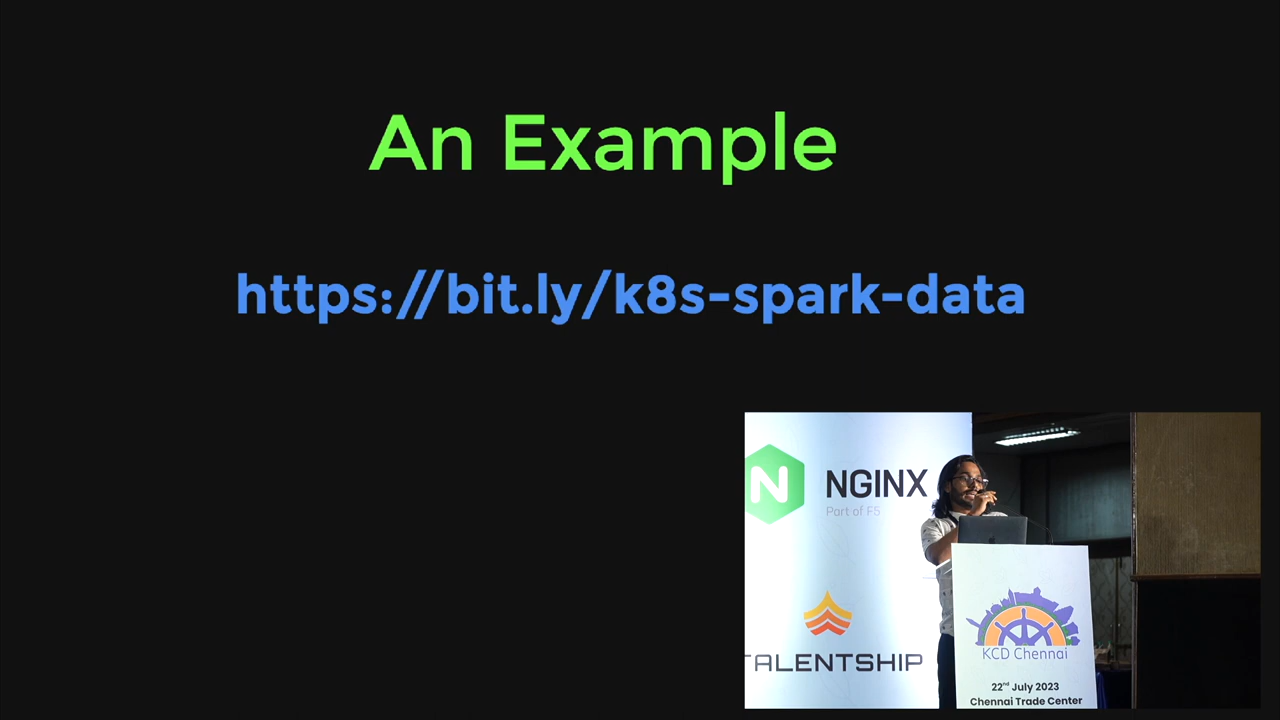 An Example
https://bit.ly/k8s-spark-data
N
NGINX
Part of F5
TALENTSHIP
KCD Chennai
22nd July 2023
Chennai Trade Center